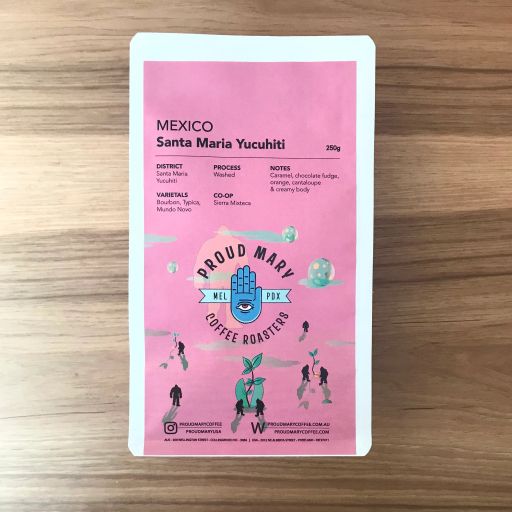 MEXICO
Santa Maria Yucuhiti
250g
DISTRICT
Santa Maria
Yucuhiti
PROCESS
Washed
NOTES
Caramel, chocolate fudge,
orange, cantaloupe
& creamy body
VARIETALS
Bourbon, Typica,
Mundo Novo
CO-OP
Sierra Mixteca
PROUD MARY
MEL PDX
COFFEE ROASTERS
PROUDMARYCOFFEE
PROUDMARYUSA
W
PROUDMARYCOFFEE.COM.AU
PROUDMARYCOFFEE.COM